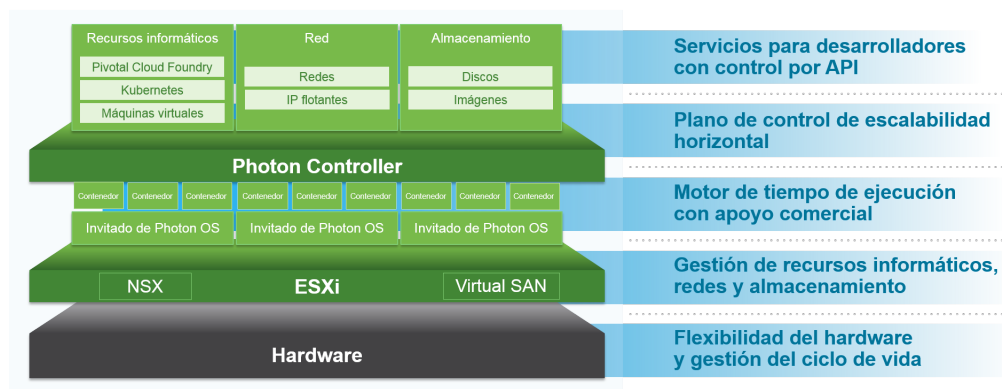 Recursos informáticos
Pivotal Cloud Foundry
Kubernetes
Máquinas virtuales
Red
Redes
IP flotantes
Almacenamiento
Discos
Imágenes
Servicios para desarrolladores
con control por API
Photon Controller
Plano de control de escalabilidad
horizontal
Contenedor
Contenedor
Contenedor
Contenedor
Contenedor
Contenedor
Contenedor
Contenedor
Contenedor
Invitado de Photon OS
Invitado de Photon OS
Invitado de Photon OS
Motor de tiempo de ejecución
con apoyo comercial
NSX
ESXi
Virtual SAN
Gestión de recursos informáticos,
redes y almacenamiento
Hardware
Flexibilidad del hardware
y gestión del ciclo de vida